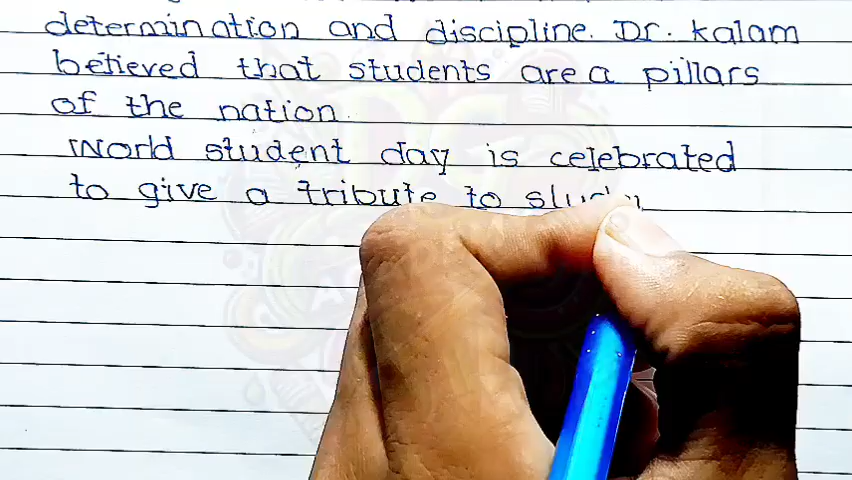 determination and discipline. Dr. Kalam
believed that students are a pillars
of the nation.
World student day is celebrated
to give a tribute to